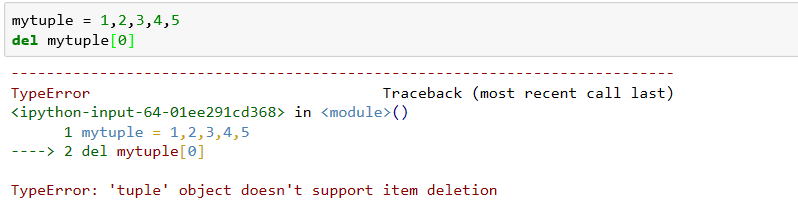 mytuple = 1,2,3,4,5
del mytuple[0]
---------------------------------------------------------------------------
TypeError                                 Traceback (most recent call last)
<ipython-input-64-01ee291cd368> in <module>()
      1 mytuple = 1,2,3,4,5
----> 2 del mytuple[0]
TypeError: 'tuple' object doesn't support item deletion